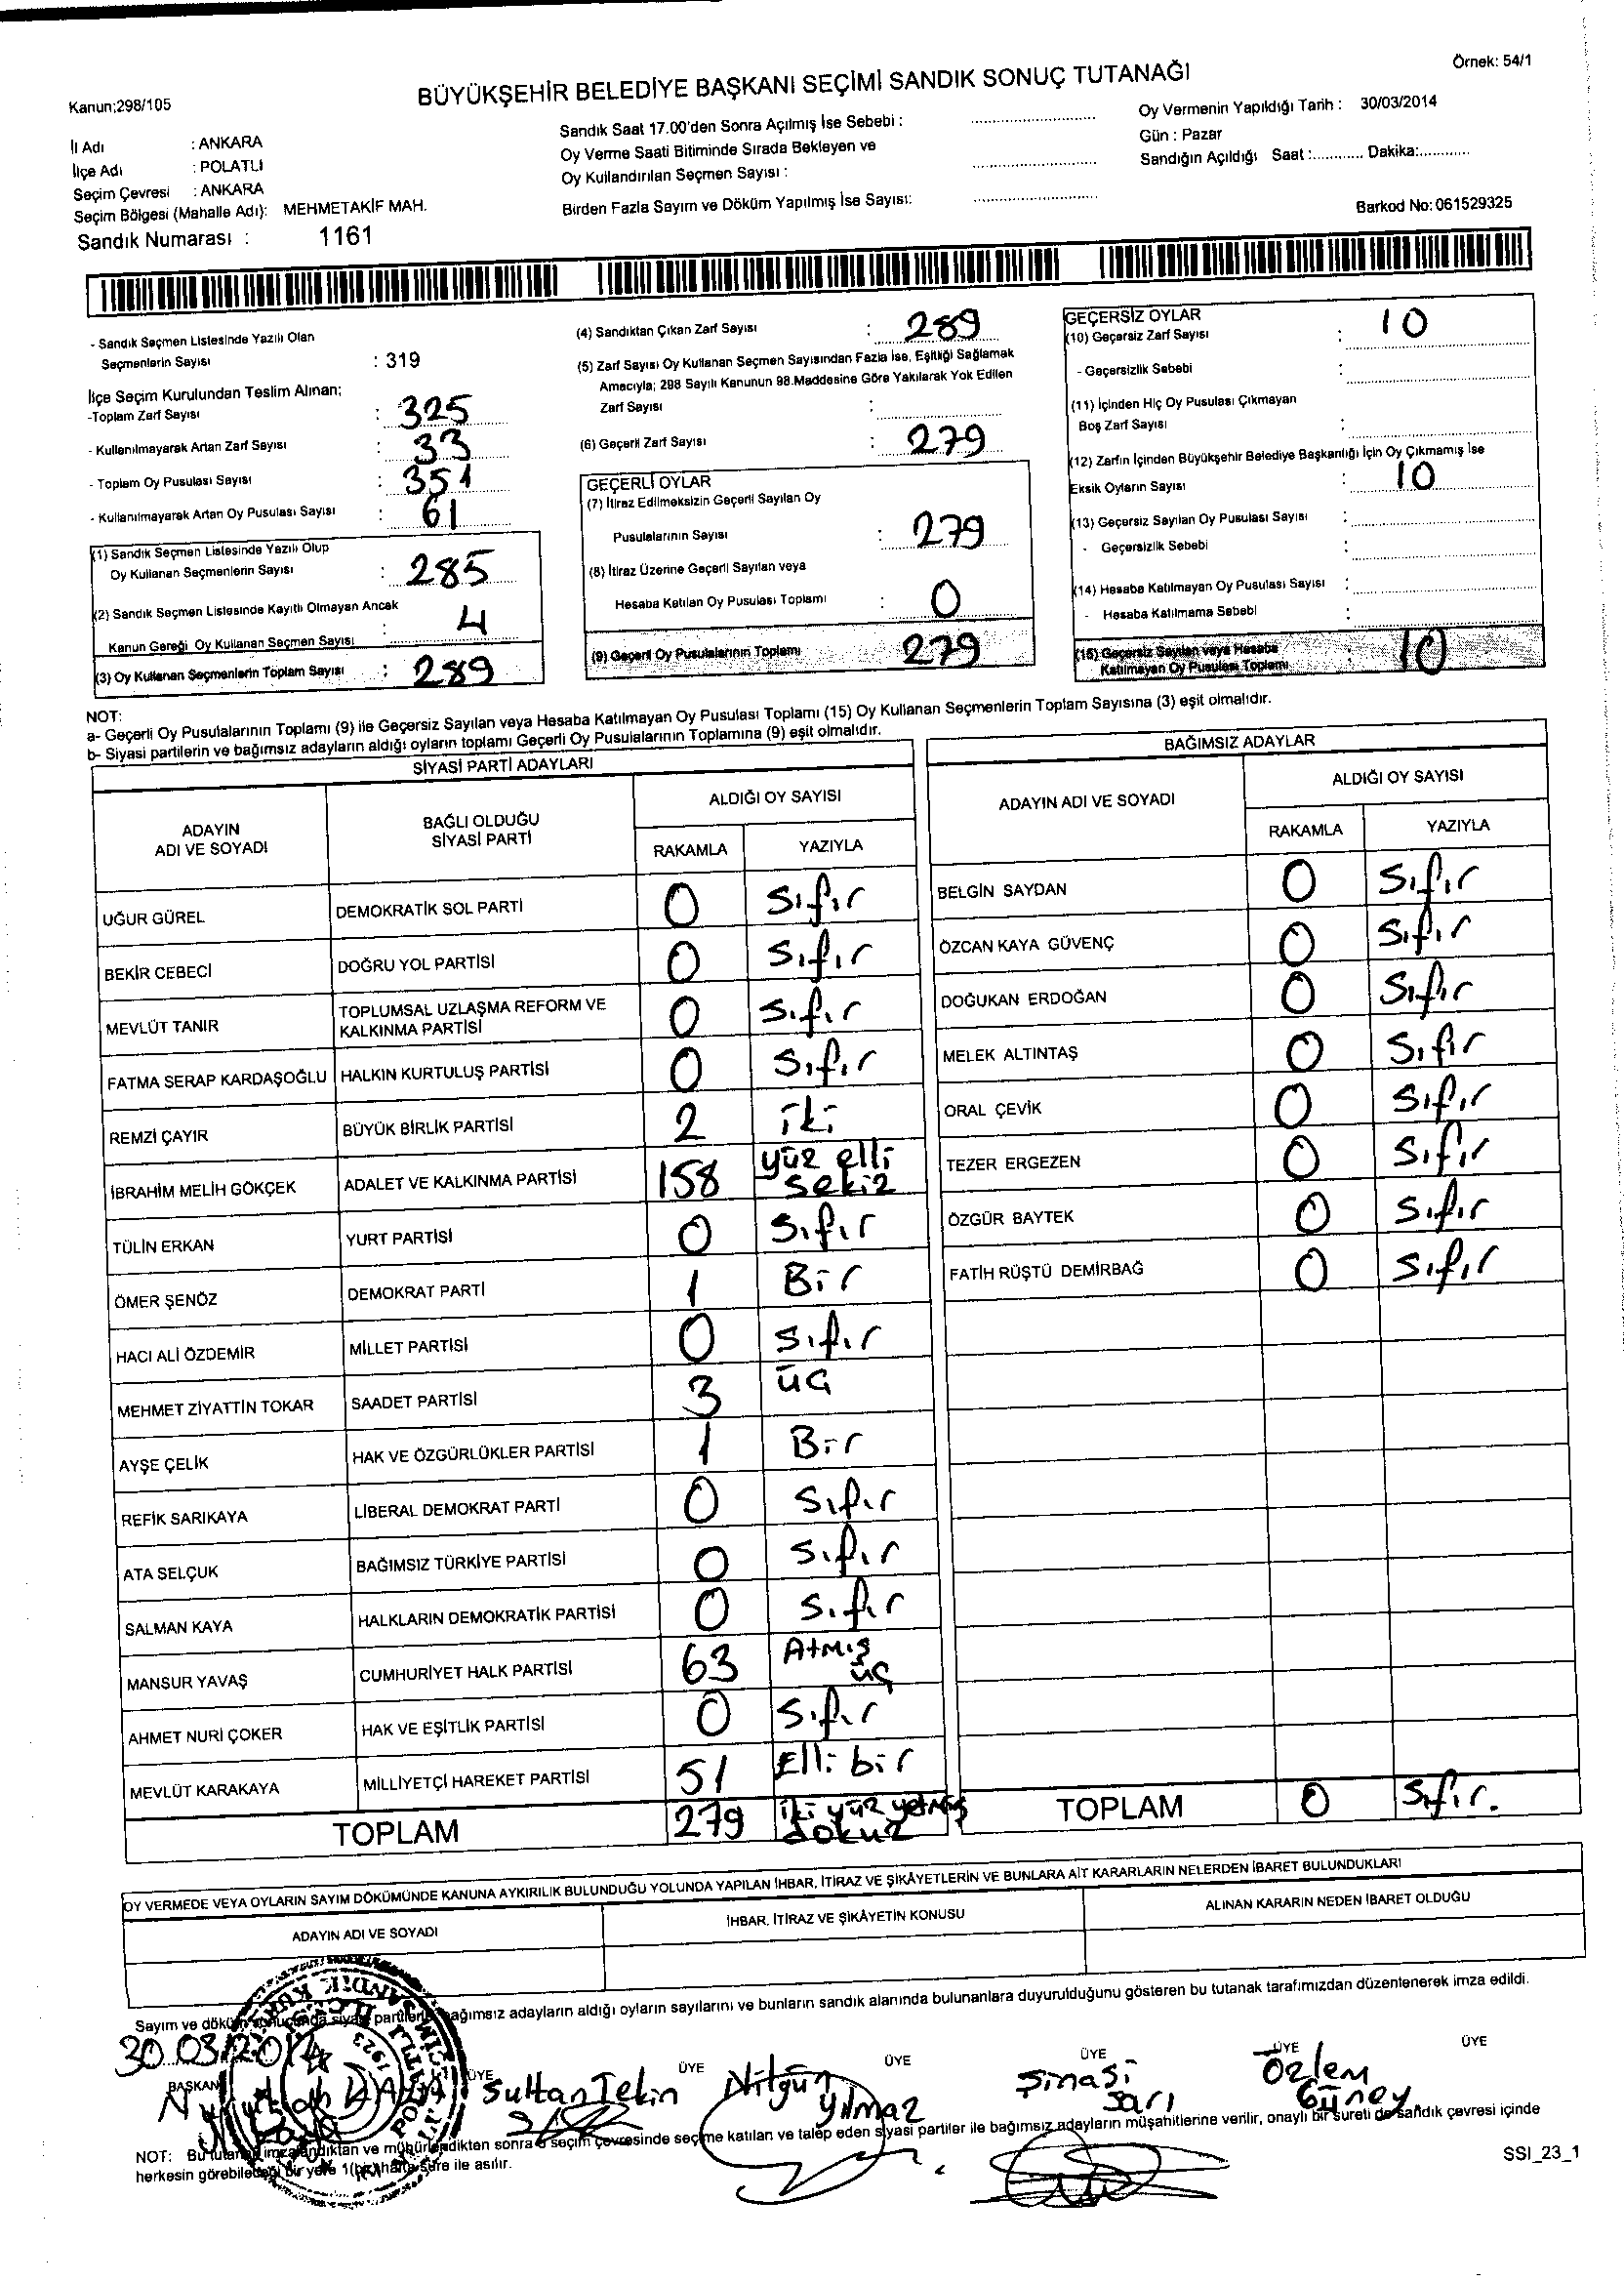 Örnek: 54/1
BÜYÜKŞEHİR BELEDİYE BAŞKANI SEÇİMİ SANDIK SONUÇ TUTANAĞI
Kanun:298/105
İl Adı : ANKARA
İlçe Adı : POLATLI
Seçim Çevresi : ANKARA
Seçim Bölgesi (Mahalle Adı): MEHMETAKİF MAH.
Sandık Numarası : 1161
Sandık Saat 17.00'den Sonra Açılmış İse Sebebi :
Oy Verme Saati Bitiminde Sırada Bekleyen ve
Oy Kullandırılan Seçmen Sayısı :
Birden Fazla Sayım ve Döküm Yapılmış İse Sayısı:
Oy Vermenin Yapıldığı Tarih : 30/03/2014
Gün : Pazar
Sandığın Açıldığı Saat :............ Dakika:............
Barkod No: 061529325
- Sandık Seçmen Listesinde Yazılı Olan
Seçmenlerin Sayısı : 319
İlçe Seçim Kurulundan Teslim Alınan;
-Toplam Zarf Sayısı : 325
- Kullanılmayarak Artan Zarf Sayısı : 33
- Toplam Oy Pusulası Sayısı : 351
- Kullanılmayarak Artan Oy Pusulası Sayısı : 61
(1) Sandık Seçmen Listesinde Yazılı Olup
Oy Kullanan Seçmenlerin Sayısı : 285
(2) Sandık Seçmen Listesinde Kayıtlı Olmayan Ancak
Kanun Gereği Oy Kullanan Seçmen Sayısı : 4
(3) Oy Kullanan Seçmenlerin Toplam Sayısı : 289
(4) Sandıktan Çıkan Zarf Sayısı : 289
(5) Zarf Sayısı Oy Kullanan Seçmen Sayısından Fazla İse, Eşitliği Sağlamak
Amacıyla; 298 Sayılı Kanunun 98.Maddesine Göre Yakılarak Yok Edilen
Zarf Sayısı :
(6) Geçerli Zarf Sayısı : 279
GEÇERLİ OYLAR
(7) İtiraz Edilmeksizin Geçerli Sayılan Oy
Pusulalarının Sayısı : 279
(8) İtiraz Üzerine Geçerli Sayılan veya
Hesaba Katılan Oy Pusulası Toplamı : 0
(9) Geçerli Oy Pusulalarının Toplamı : 279
GEÇERSİZ OYLAR
(10) Geçersiz Zarf Sayısı : 10
- Geçersizlik Sebebi :
(11) İçinden Hiç Oy Pusulası Çıkmayan
Boş Zarf Sayısı :
(12) Zarfın İçinden Büyükşehir Belediye Başkanlığı İçin Oy Çıkmamış İse
Eksik Oyların Sayısı : 10
(13) Geçersiz Sayılan Oy Pusulası Sayısı :
- Geçersizlik Sebebi :
(14) Hesaba Katılmayan Oy Pusulası Sayısı :
- Hesaba Katılmama Sebebi :
(15) Geçersiz Sayılan veya Hesaba
Katılmayan Oy Pusulası Toplamı : 10
NOT:
a- Geçerli Oy Pusulalarının Toplamı (9) ile Geçersiz Sayılan veya Hesaba Katılmayan Oy Pusulası Toplamı (15) Oy Kullanan Seçmenlerin Toplam Sayısına (3) eşit olmalıdır.
b- Siyasi partilerin ve bağımsız adayların aldığı oyların toplamı Geçerli Oy Pusulalarının Toplamına (9) eşit olmalıdır.
SİYASİ PARTİ ADAYLARI
ADAYIN ADI VE SOYADI BAĞLI OLDUĞU SİYASİ PARTİ ALDIĞI OY SAYISI
RAKAMLA YAZIYLA
UĞUR GÜREL DEMOKRATİK SOL PARTİ 0 Sıfır
BEKİR CEBECİ DOĞRU YOL PARTİSİ 0 Sıfır
MEVLÜT TANIR TOPLUMSAL UZLAŞMA REFORM VE KALKINMA PARTİSİ 0 Sıfır
FATMA SERAP KARDAŞOĞLU HALKIN KURTULUŞ PARTİSİ 0 Sıfır
REMZİ ÇAYIR BÜYÜK BİRLİK PARTİSİ 2 iki
İBRAHİM MELİH GÖKÇEK ADALET VE KALKINMA PARTİSİ 158 yüz elli sekiz
TÜLİN ERKAN YURT PARTİSİ 0 Sıfır
ÖMER ŞENÖZ DEMOKRAT PARTİ 1 Bir
HACI ALİ ÖZDEMİR MİLLET PARTİSİ 0 Sıfır
MEHMET ZİYATTİN TOKAR SAADET PARTİSİ 3 üç
AYŞE ÇELİK HAK VE ÖZGÜRLÜKLER PARTİSİ 1 Bir
REFİK SARIKAYA LİBERAL DEMOKRAT PARTİ 0 Sıfır
ATA SELÇUK BAĞIMSIZ TÜRKİYE PARTİSİ 0 Sıfır
SALMAN KAYA HALKLARIN DEMOKRATİK PARTİSİ 0 Sıfır
MANSUR YAVAŞ CUMHURİYET HALK PARTİSİ 63 Atmış üç
AHMET NURİ ÇOKER HAK VE EŞİTLİK PARTİSİ 0 Sıfır
MEVLÜT KARAKAYA MİLLİYETÇİ HAREKET PARTİSİ 51 Elli bir
TOPLAM 279 iki yüz yetmiş dokuz
BAĞIMSIZ ADAYLAR
ADAYIN ADI VE SOYADI ALDIĞI OY SAYISI
RAKAMLA YAZIYLA
BELGİN SAYDAN 0 Sıfır
ÖZCAN KAYA GÜVENÇ 0 Sıfır
DOĞUKAN ERDOĞAN 0 Sıfır
MELEK ALTINTAŞ 0 Sıfır
ORAL ÇEVİK 0 Sıfır
TEZER ERGEZEN 0 Sıfır
ÖZGÜR BAYTEK 0 Sıfır
FATİH RÜŞTÜ DEMİRBAĞ 0 Sıfır
TOPLAM 0 Sıfır.
OY VERMEDE VEYA OYLARIN SAYIM DÖKÜMÜNDE KANUNA AYKIRILIK BULUNDUĞU YOLUNDA YAPILAN İHBAR, İTİRAZ VE ŞİKÂYETLERİN VE BUNLARA AİT KARARLARIN NELERDEN İBARET BULUNDUKLARI
ADAYIN ADI VE SOYADI İHBAR, İTİRAZ VE ŞİKÂYETİN KONUSU ALINAN KARARIN NEDEN İBARET OLDUĞU
Sayım ve döküm sonucunda siyasi partilerle bağımsız adayların aldığı oyların sayılarını ve bunların sandık alanında bulunanlara duyurulduğunu gösteren bu tutanak tarafımızdan düzenlenerek imza edildi.
30.03.2014
BAŞKAN ÜYE ÜYE ÜYE ÜYE ÜYE ÜYE
Sultan Tekin Nilgün Yılmaz Şinasi Sarı Özlem Güney
NOT: Bu tutanak imzalandıktan ve mühürlendikten sonra o seçim çevresinde seçime katılan ve talep eden siyasi partiler ile bağımsız adayların müşahitlerine verilir, onaylı bir sureti de sandık çevresi içinde
herkesin görebileceği bir yere 1(bir) hafta süre ile asılır.
SSI_23_1